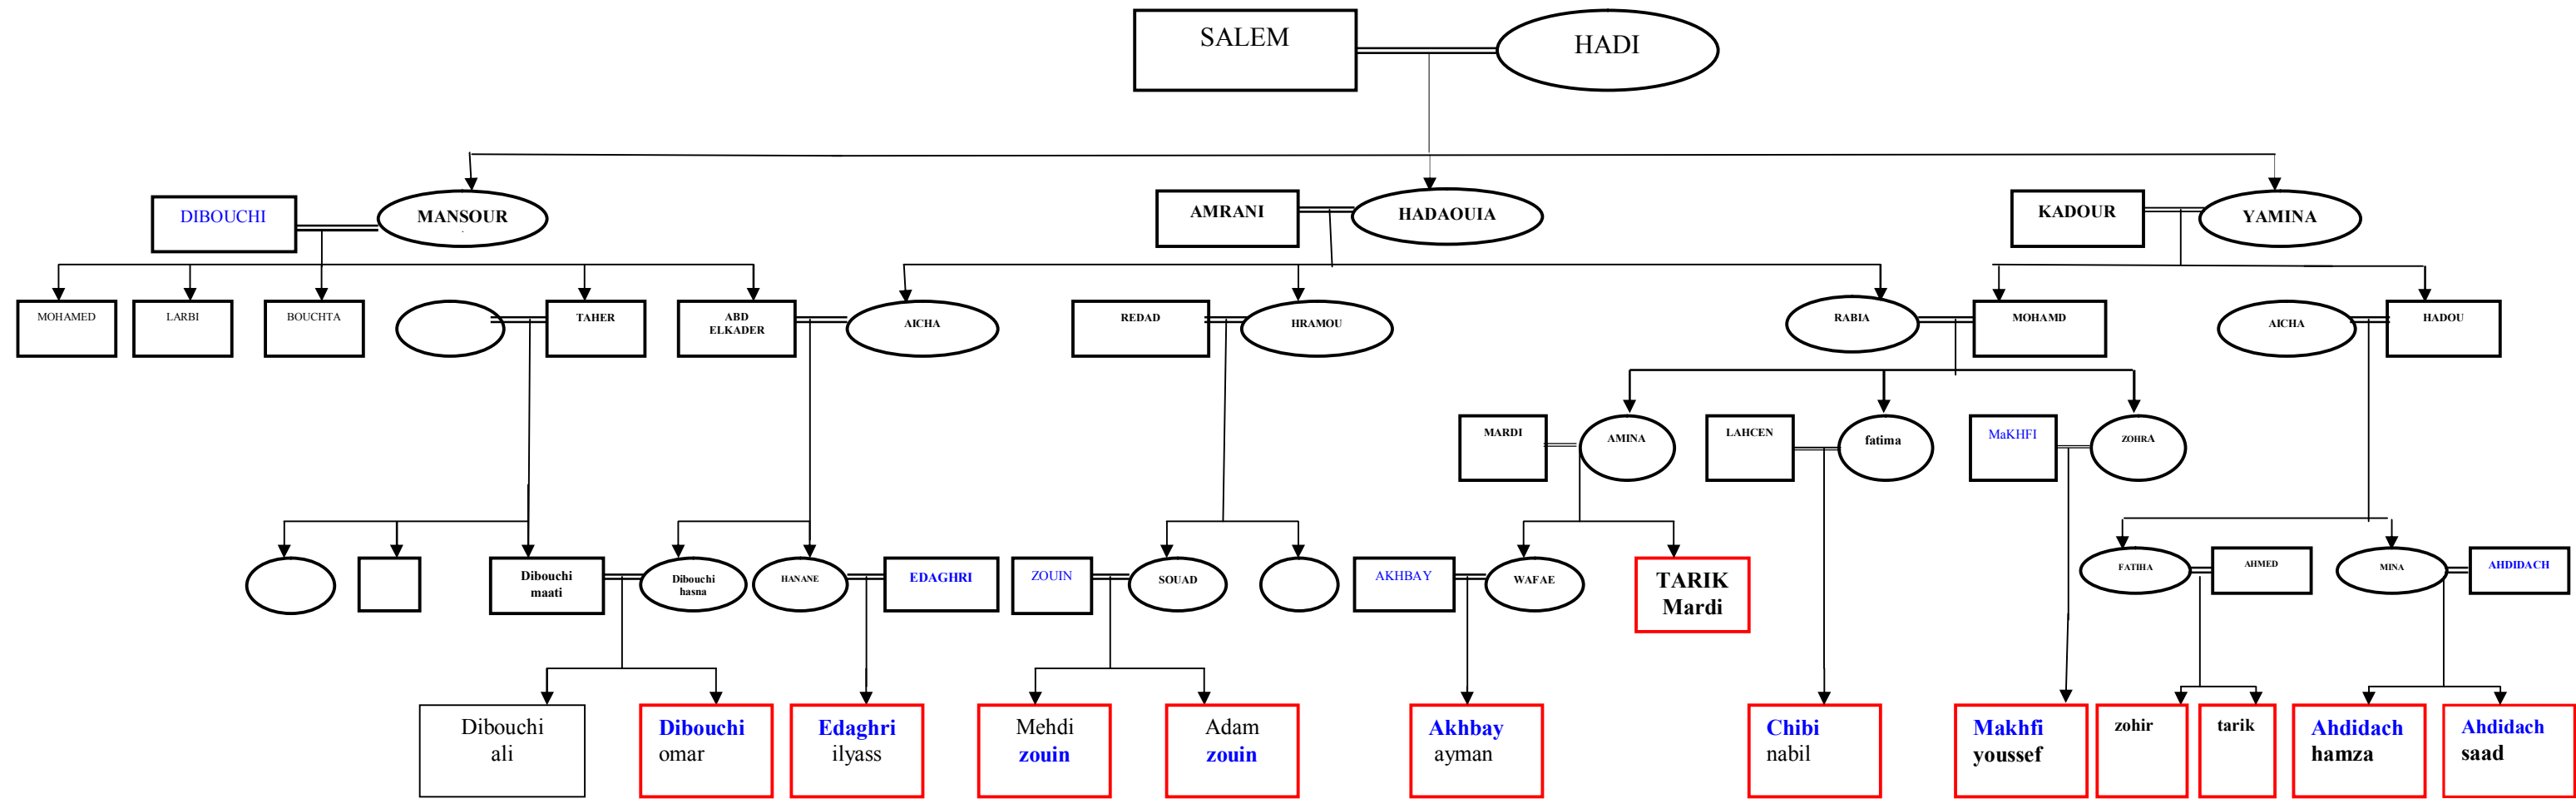 SALEM
HADI
DIBOUCHI
MANSOUR
AMRANI
HADAOUIA
KADOUR
YAMINA
MOHAMED
LARBI
BOUCHTA
TAHER
ABD
ELKADER
AICHA
REDAD
HRAMOU
RABIA
MOHAMD
AICHA
HADOU
MARDI
AMINA
LAHCEN
fatima
MaKHFI
ZOHRA
Dibouchi
maati
Dibouchi
hasna
HANANE
EDAGHRI
ZOUIN
SOUAD
AKHBAY
WAFAE
TARIK
Mardi
FATIHA
AHMED
MINA
AHDIDACH
Dibouchi
ali
Dibouchi
omar
Edaghri
ilyass
Mehdi
zouin
Adam
zouin
Akhbay
ayman
Chibi
nabil
Makhfi
youssef
zohir
tarik
Ahdidach
hamza
Ahdidach
saad